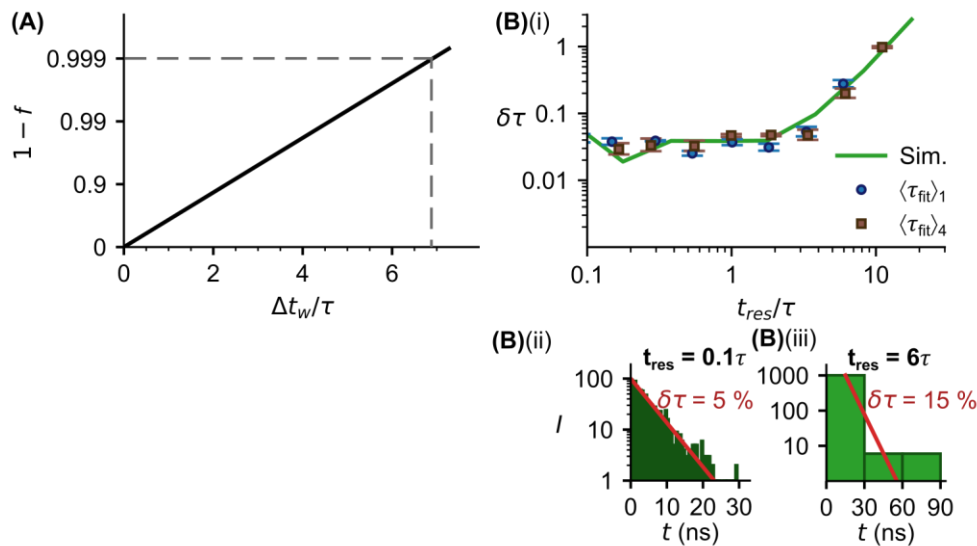 (A)
1 − f
0.999
0.99
0.9
0
0 2 4 6
Δt_w/τ
(B)(i)
δτ
1
0.1
0.01
Sim.
⟨τ_fit⟩_1
⟨τ_fit⟩_4
0.1 1 10
t_res/τ
(B)(ii)
t_res = 0.1τ
δτ = 5 %
I
100
10
1
0 10 20 30
t (ns)
(B)(iii)
t_res = 6τ
δτ = 15 %
1000
100
10
0 30 60 90
t (ns)